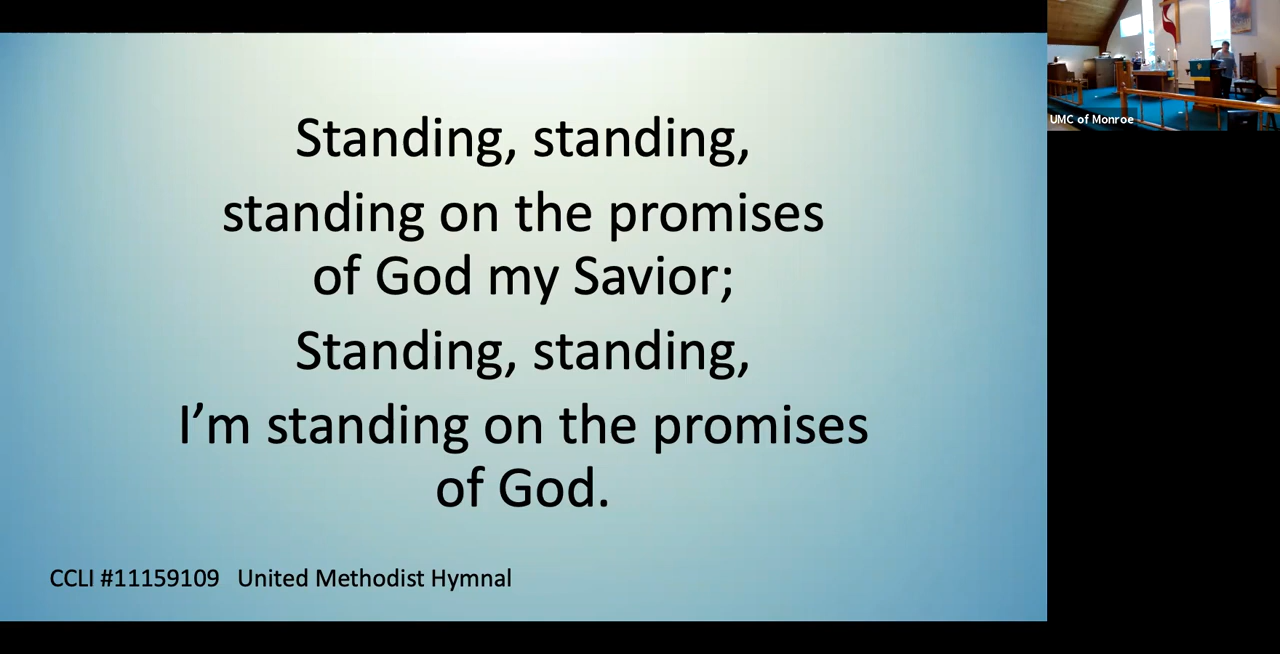 Standing, standing,
standing on the promises
of God my Savior;
Standing, standing,
I’m standing on the promises
of God.
CCLI #11159109   United Methodist Hymnal
UMC of Monroe